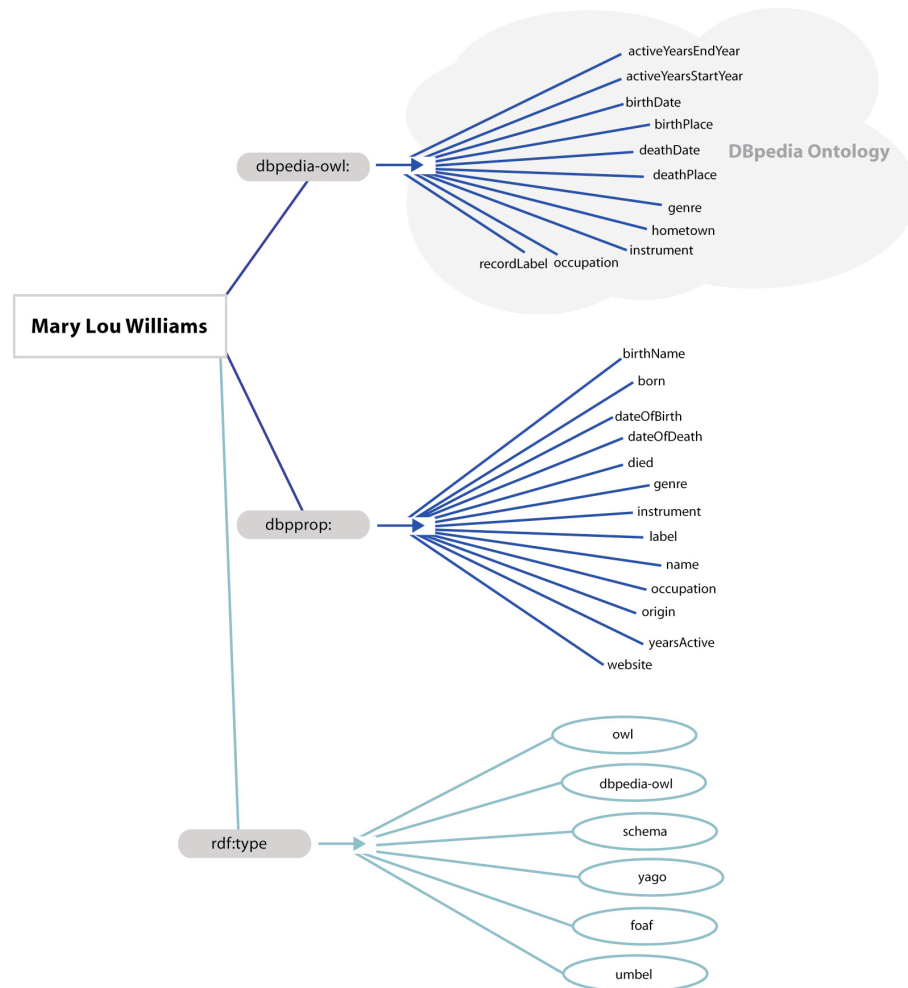 activeYearsEndYear
activeYearsStartYear
birthDate
birthPlace
deathDate
DBpedia Ontology
dbpedia-owl:
deathPlace
genre
hometown
instrument
recordLabel
occupation
Mary Lou Williams
birthName
born
dateOfBirth
dateOfDeath
died
genre
instrument
dbpprop:
label
name
occupation
origin
yearsActive
website
owl
dbpedia-owl
schema
rdf:type
yago
foaf
umbel